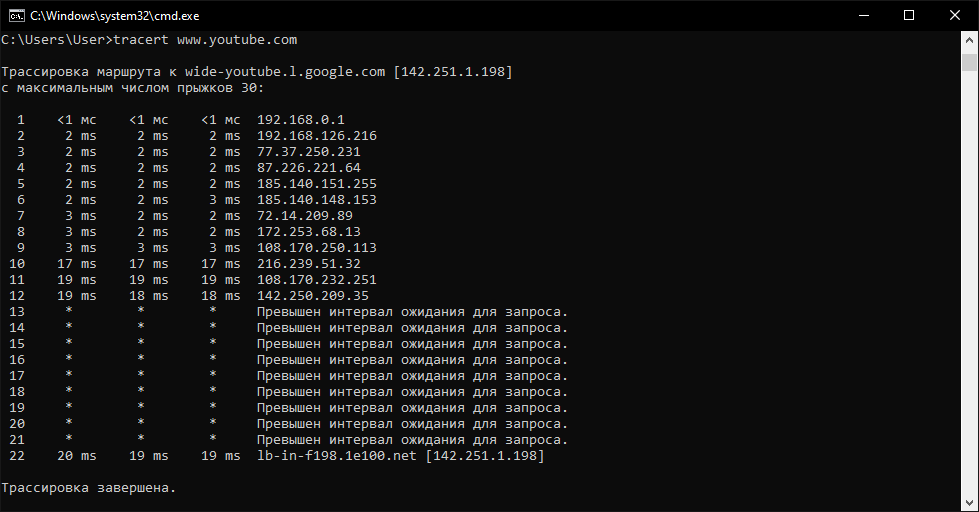 C:\Windows\system32\cmd.exe
C:\Users\User>tracert www.youtube.com
Трассировка маршрута к wide-youtube.l.google.com [142.251.1.198]
с максимальным числом прыжков 30:
1 <1 мс <1 мс <1 мс 192.168.0.1
2 2 ms 2 ms 2 ms 192.168.126.216
3 2 ms 2 ms 2 ms 77.37.250.231
4 2 ms 2 ms 2 ms 87.226.221.64
5 2 ms 2 ms 2 ms 185.140.151.255
6 2 ms 2 ms 3 ms 185.140.148.153
7 3 ms 2 ms 2 ms 72.14.209.89
8 3 ms 2 ms 2 ms 172.253.68.13
9 3 ms 3 ms 3 ms 108.170.250.113
10 17 ms 17 ms 17 ms 216.239.51.32
11 19 ms 19 ms 19 ms 108.170.232.251
12 19 ms 18 ms 18 ms 142.250.209.35
13 * * * Превышен интервал ожидания для запроса.
14 * * * Превышен интервал ожидания для запроса.
15 * * * Превышен интервал ожидания для запроса.
16 * * * Превышен интервал ожидания для запроса.
17 * * * Превышен интервал ожидания для запроса.
18 * * * Превышен интервал ожидания для запроса.
19 * * * Превышен интервал ожидания для запроса.
20 * * * Превышен интервал ожидания для запроса.
21 * * * Превышен интервал ожидания для запроса.
22 20 ms 19 ms 19 ms lb-in-f198.1e100.net [142.251.1.198]
Трассировка завершена.